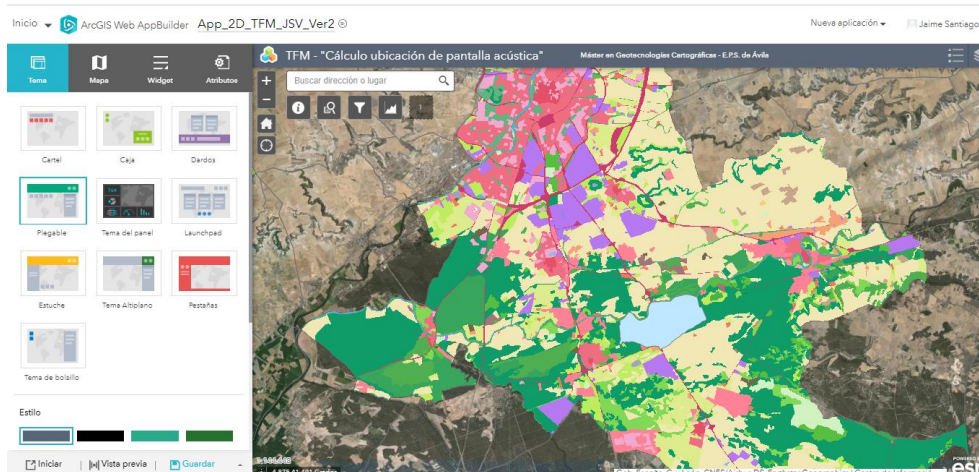 Inicio
ArcGIS Web AppBuilder
App_2D_TFM_JSV_Ver2
Nueva aplicación
Jaime Santiago
Tema
Mapa
Widget
Atributos
TFM - "Cálculo ubicación de pantalla acústica"
Máster en Geotecnologías Cartográficas - E.P.S. de Ávila
Buscar dirección o lugar
Cartel
Caja
Dardos
Plegable
Tema del panel
Launchpad
Estuche
Tema Altiplano
Pestañas
Tema de bolsillo
Estilo
Iniciar
Vista previa
Guardar